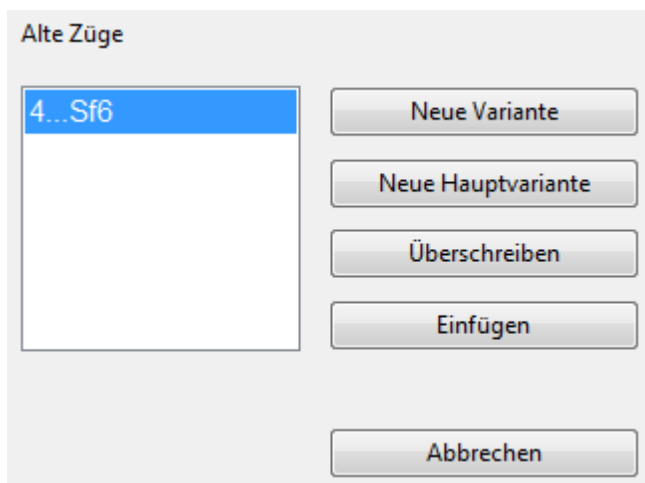 Alte Züge
4...Sf6
Neue Variante
Neue Hauptvariante
Überschreiben
Einfügen
Abbrechen